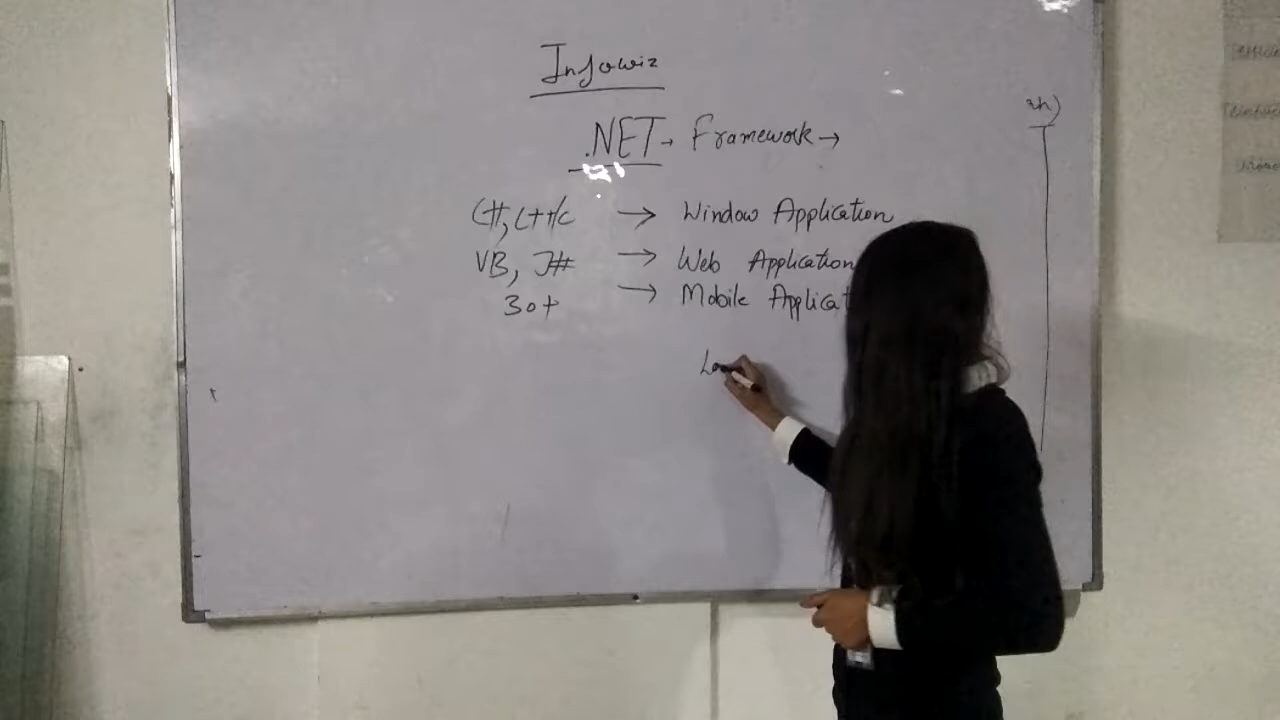 Infowiz
.NET → Framework →
C#, C++/C → Window Application
VB, J# → Web Application
30+ → Mobile Applicat